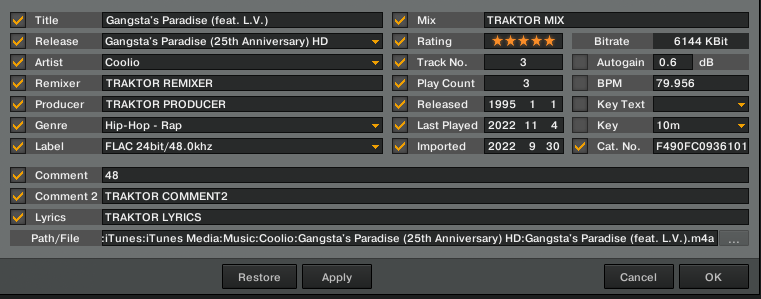 Title Gangsta's Paradise (feat. L.V.) Mix TRAKTOR MIX
Release Gangsta's Paradise (25th Anniversary) HD Rating ★★★★★ Bitrate 6144 KBit
Artist Coolio Track No. 3 Autogain 0.6 dB
Remixer TRAKTOR REMIXER Play Count 3 BPM 79.956
Producer TRAKTOR PRODUCER Released 1995 1 1 Key Text
Genre Hip-Hop - Rap Last Played 2022 11 4 Key 10m
Label FLAC 24bit/48.0khz Imported 2022 9 30 Cat. No. F490FC0936101
Comment 48
Comment 2 TRAKTOR COMMENT2
Lyrics TRAKTOR LYRICS
Path/File :iTunes:iTunes Media:Music:Coolio:Gangsta's Paradise (25th Anniversary) HD:Gangsta's Paradise (feat. L.V.).m4a ...
Restore Apply Cancel OK